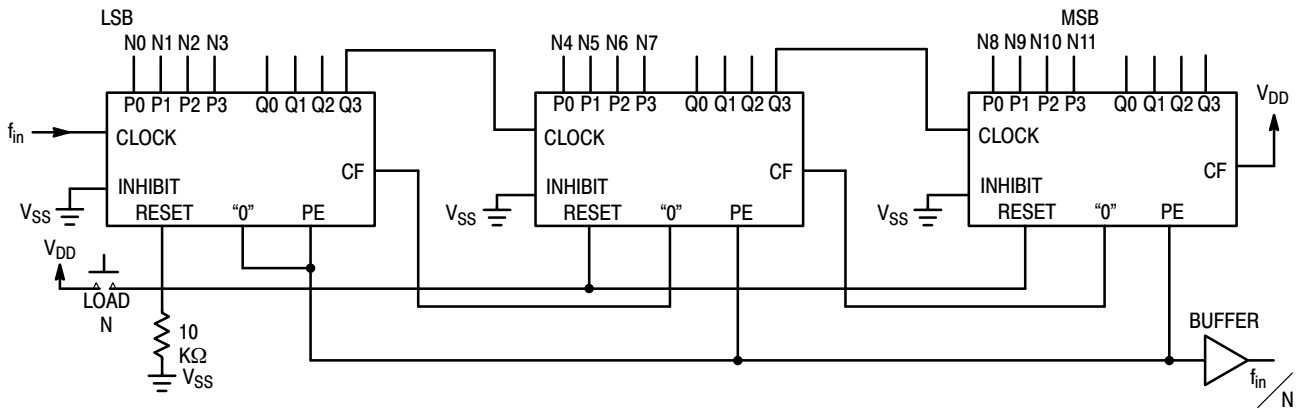 LSB
MSB
N0 N1 N2 N3
N4 N5 N6 N7
N8 N9 N10 N11
P0 P1 P2 P3 Q0 Q1 Q2 Q3
P0 P1 P2 P3 Q0 Q1 Q2 Q3
P0 P1 P2 P3 Q0 Q1 Q2 Q3
VDD
fin
CLOCK
CLOCK
CLOCK
CF
CF
CF
INHIBIT
INHIBIT
INHIBIT
VSS
VSS
VSS
RESET “0” PE
RESET “0” PE
RESET “0” PE
VDD
LOAD
N
10
KΩ
VSS
BUFFER
fin/N